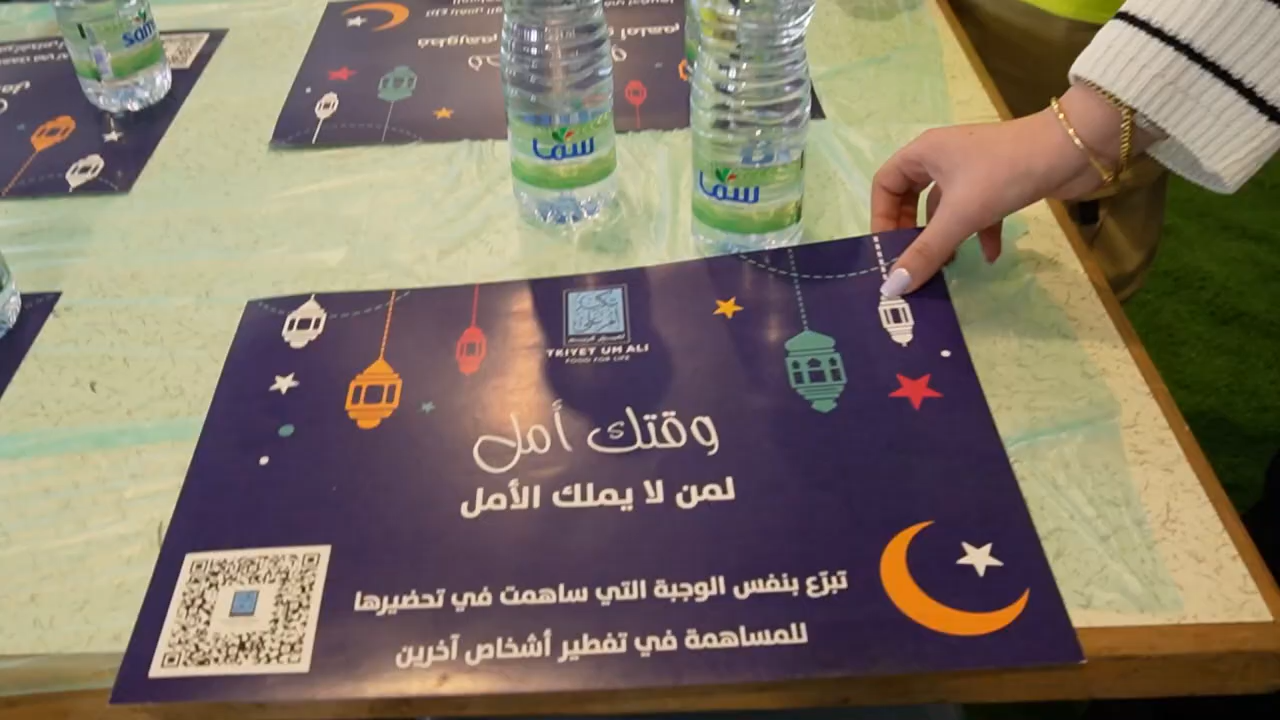 سما
سما
TKIYET UM ALI
FOOD FOR LIFE
وقتك أمل
لمن لا يملك الأمل
تبرّع بنفس الوجبة التي ساهمت في تحضيرها
للمساهمة في تفطير أشخاص آخرين